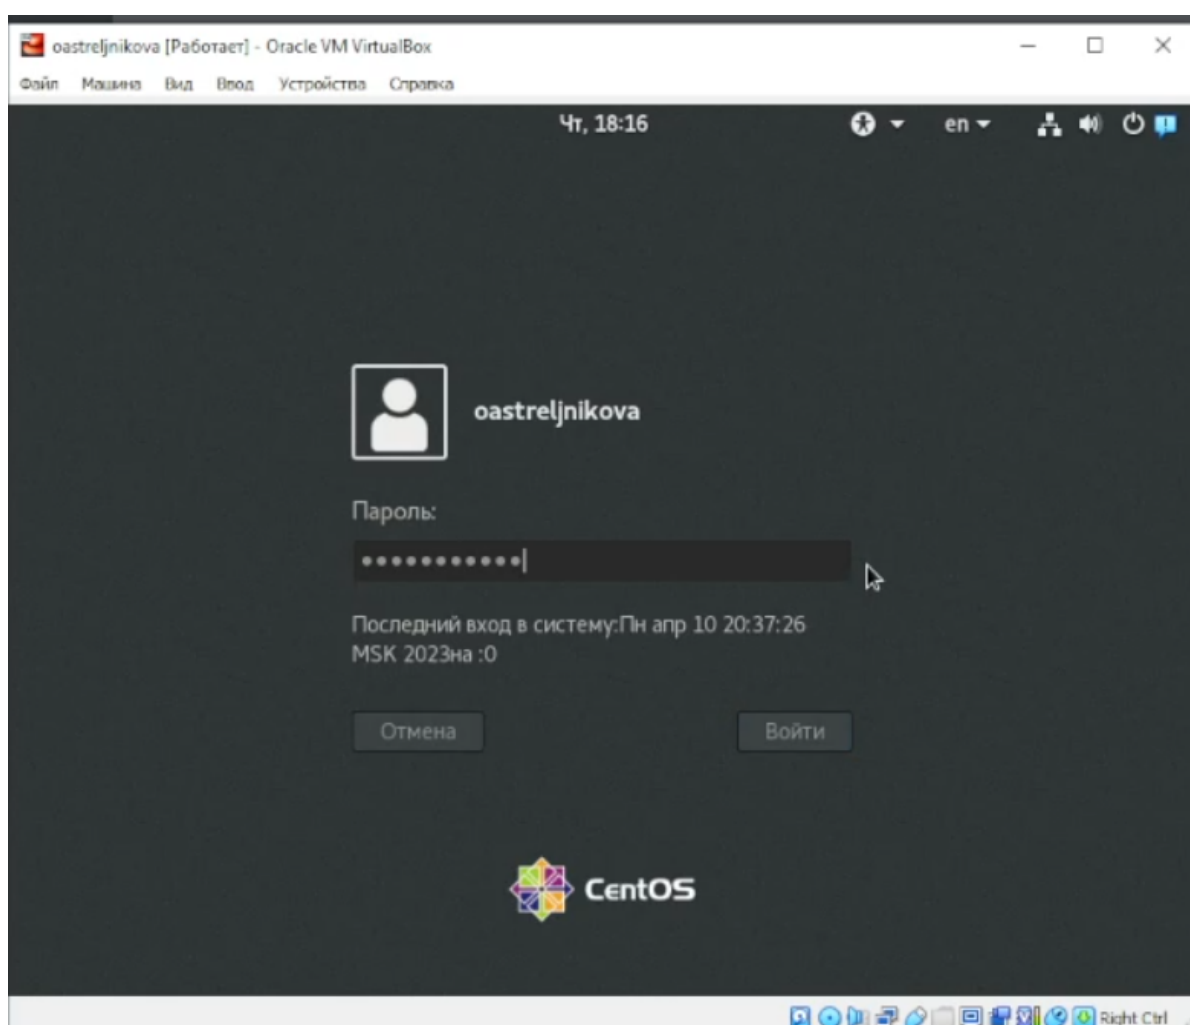 oastreljnikova [Работает] - Oracle VM VirtualBox
Файл Машина Вид Ввод Устройства Справка
Чт, 18:16 en
oastreljnikova
Пароль:
Последний вход в систему:Пн апр 10 20:37:26
MSK 2023на :0
Отмена Войти
CentOS
Right Ctrl